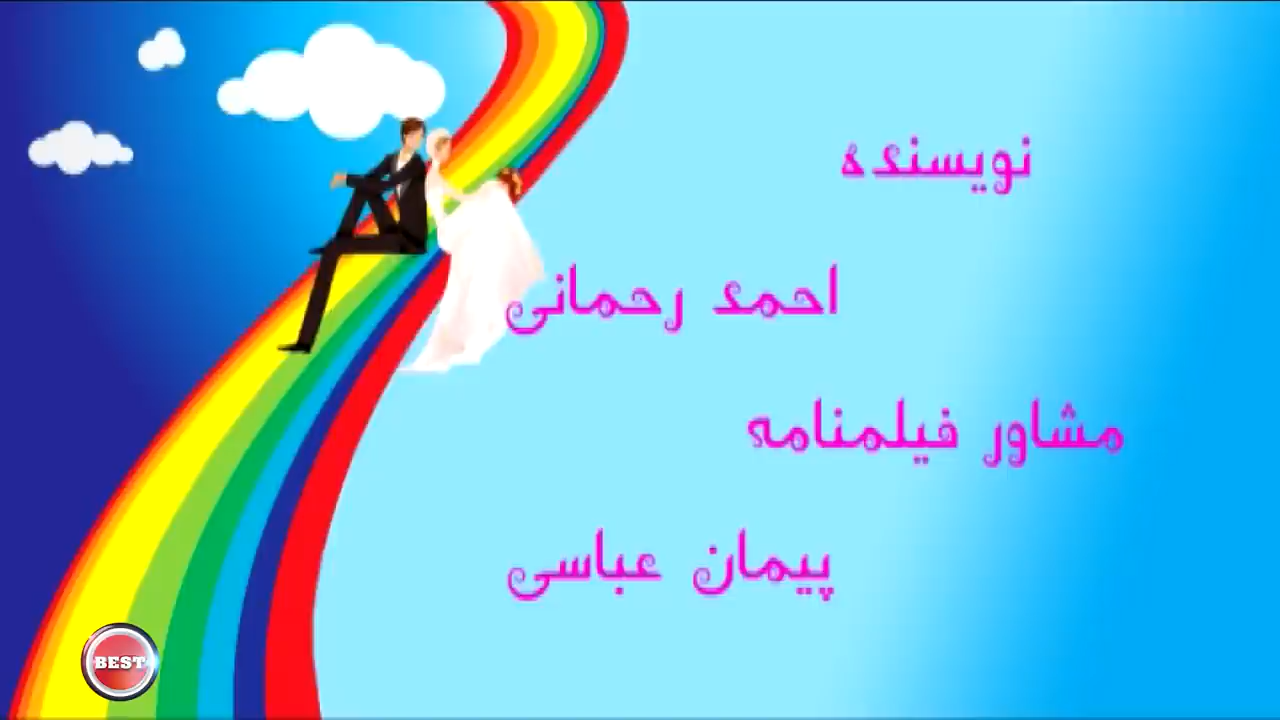 نویسنده
احمد رحمانی
مشاور فیلمنامه
پیمان عباسی
BEST